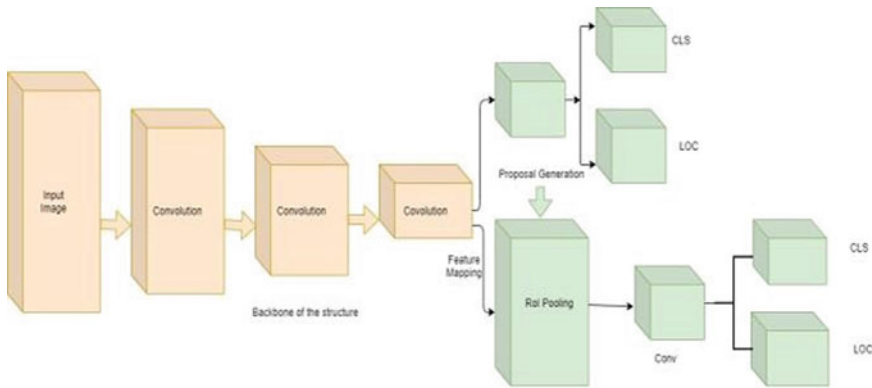 CLS
LOC
Proposal Generation
Input
Image
Convolution
Convolution
Covolution
Feature
Mapping
Backbone of the structure
RoI Pooling
Conv
CLS
LOC